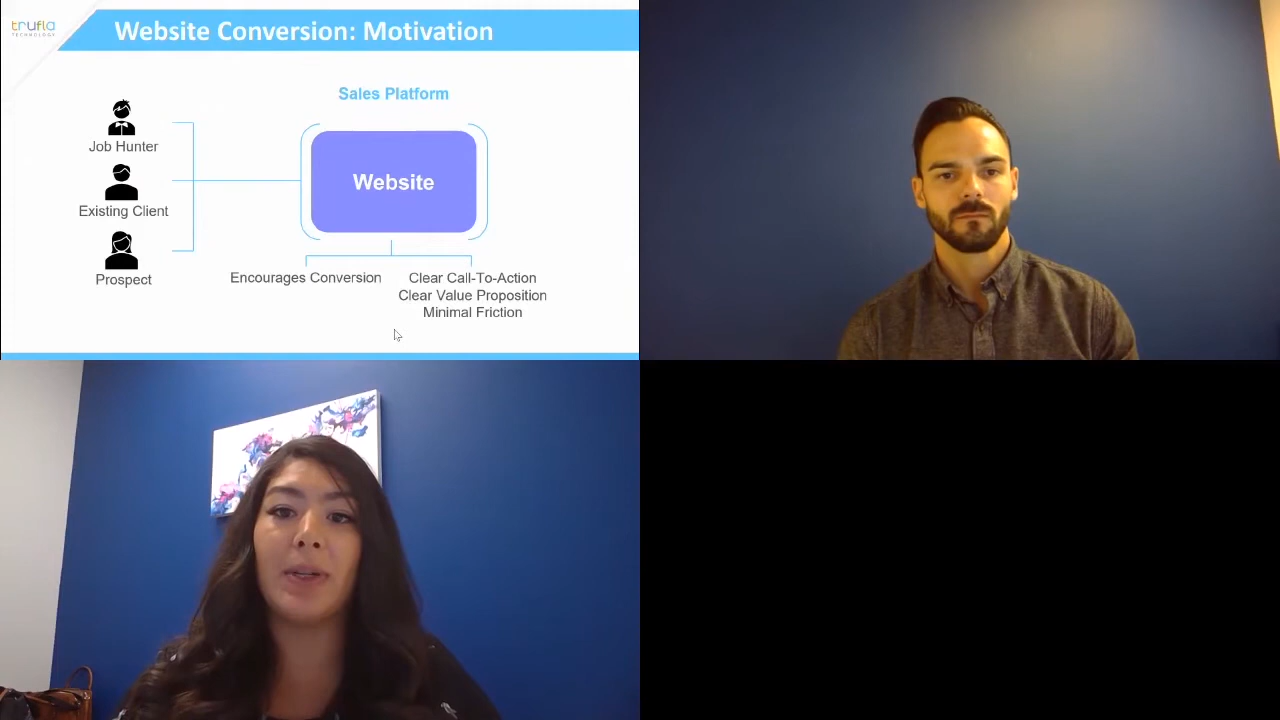 trufla
TECHNOLOGY
Website Conversion: Motivation
Sales Platform
Job Hunter
Existing Client
Prospect
Website
Encourages Conversion
Clear Call-To-Action
Clear Value Proposition
Minimal Friction